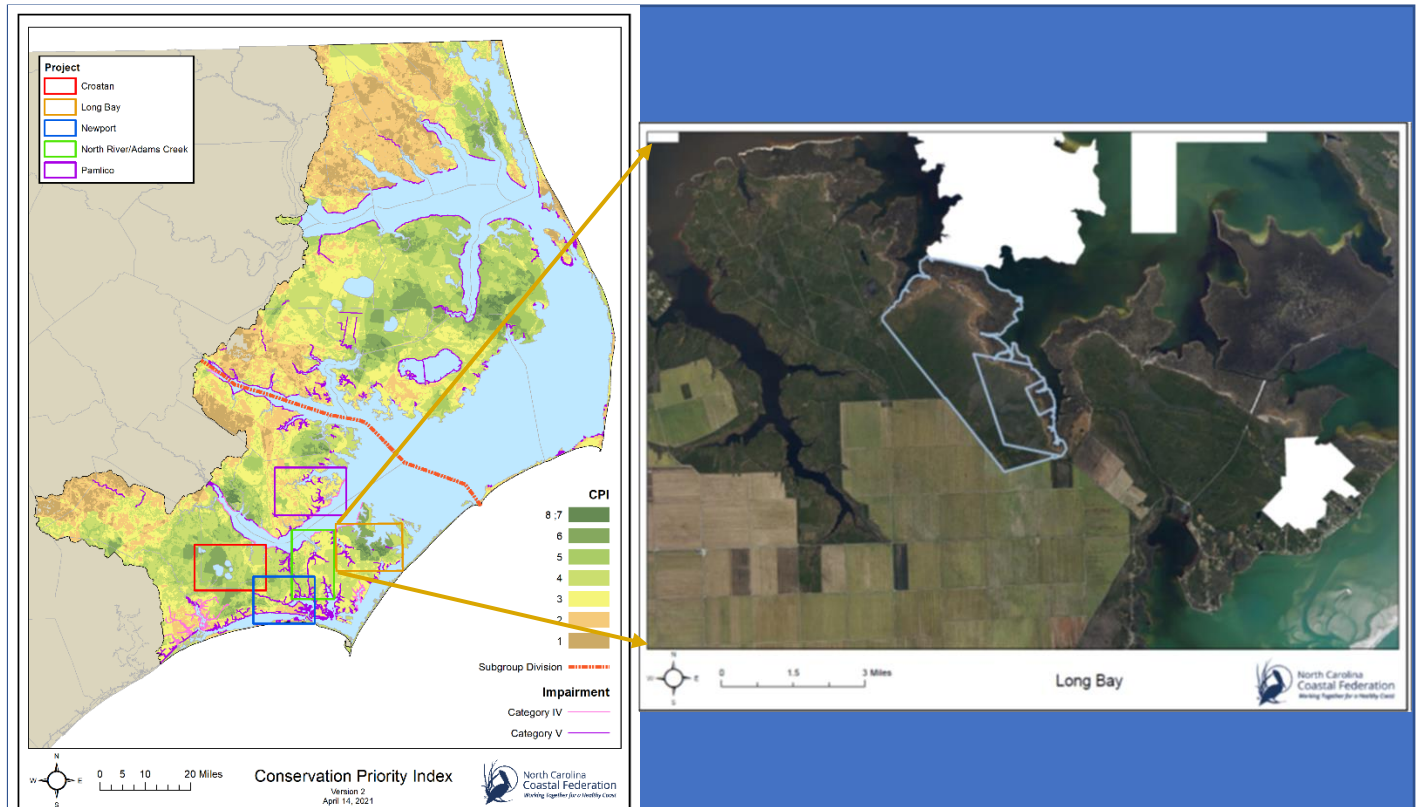 Project
Croatan
Long Bay
Newport
North River/Adams Creek
Pamlico
CPI
8 ;7
6
5
4
3
2
1
Subgroup Division
Impairment
Category IV
Category V
N
W
E
S
0 5 10 20 Miles
Conservation Priority Index
Version 2
April 14, 2021
North Carolina
Coastal Federation
Working Together for a Healthy Coast
N
W
E
S
0 1.5 3 Miles
Long Bay
North Carolina
Coastal Federation
Working Together for a Healthy Coast